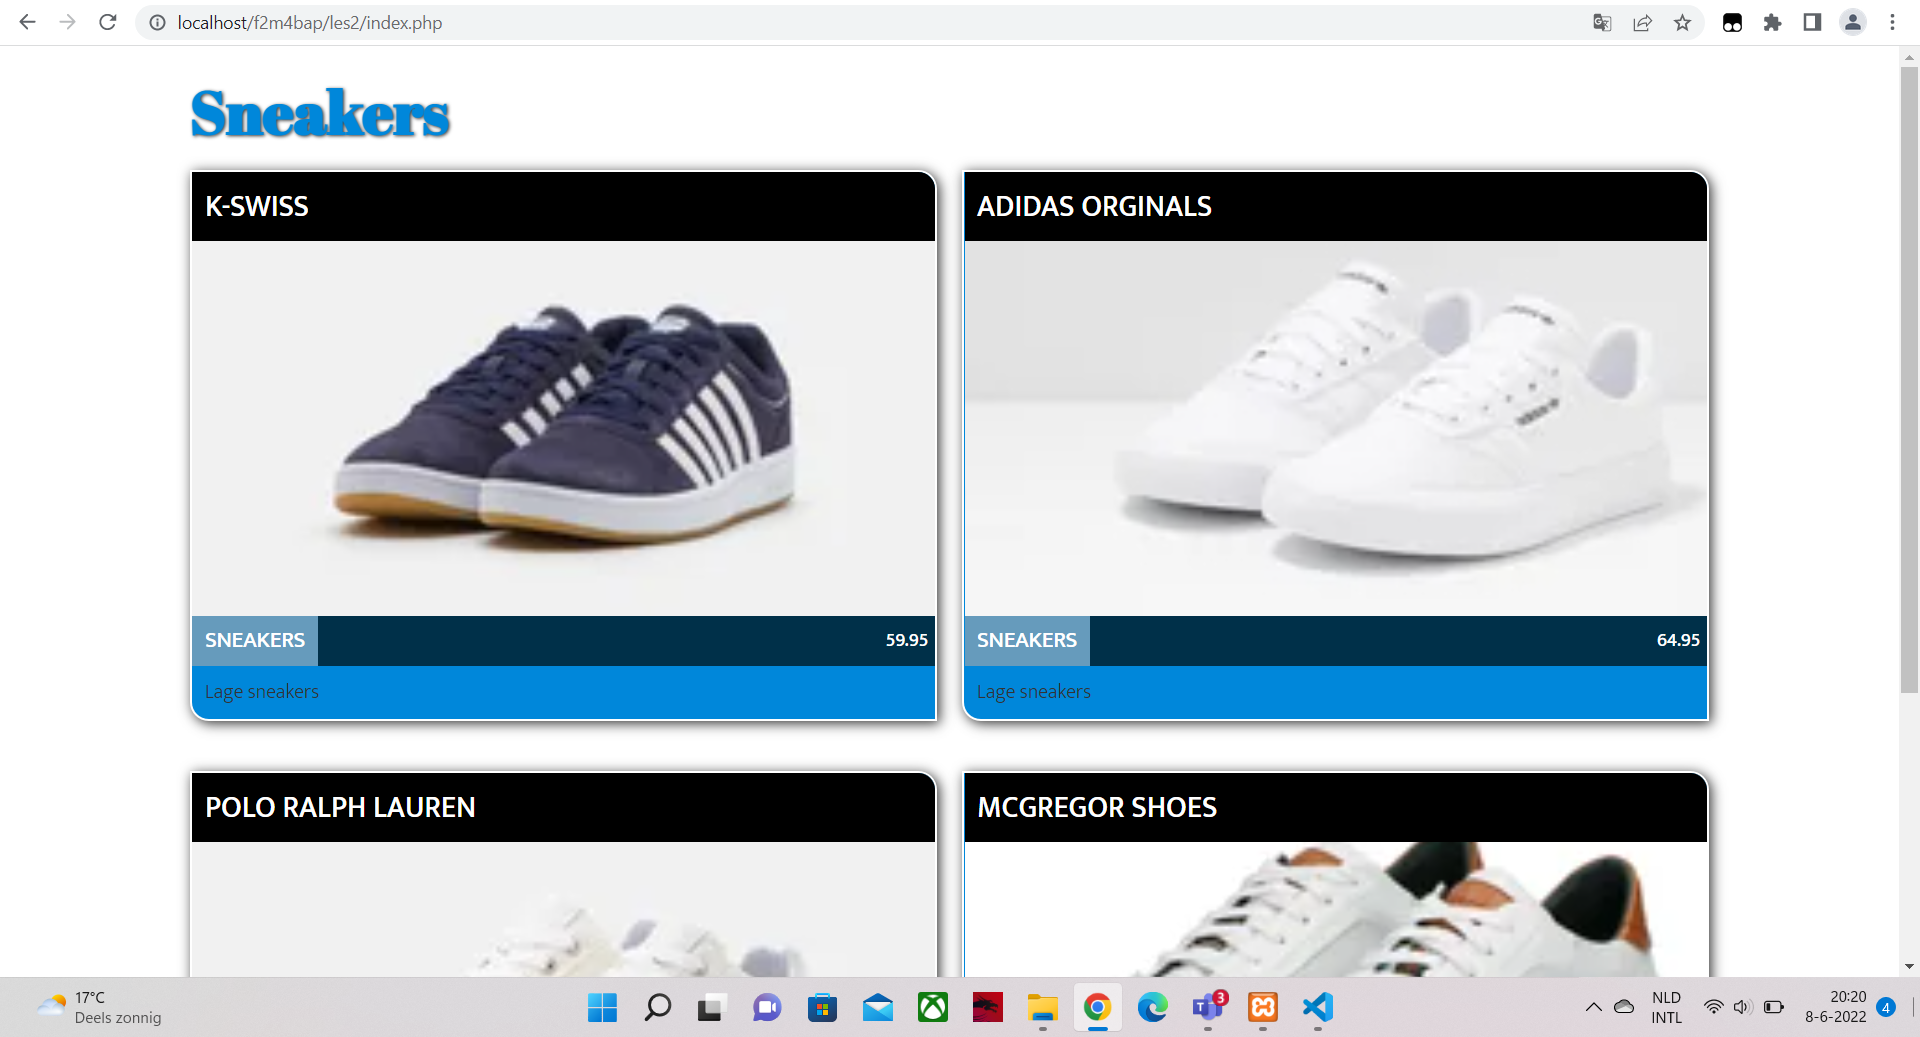 localhost/f2m4bap/les2/index.php
Sneakers
K-SWISS
ADIDAS ORGINALS
SNEAKERS 59.95
SNEAKERS 64.95
Lage sneakers
Lage sneakers
POLO RALPH LAUREN
MCGREGOR SHOES
17°C
Deels zonnig
T
3
NLD
INTL
20:20
8-6-2022
4